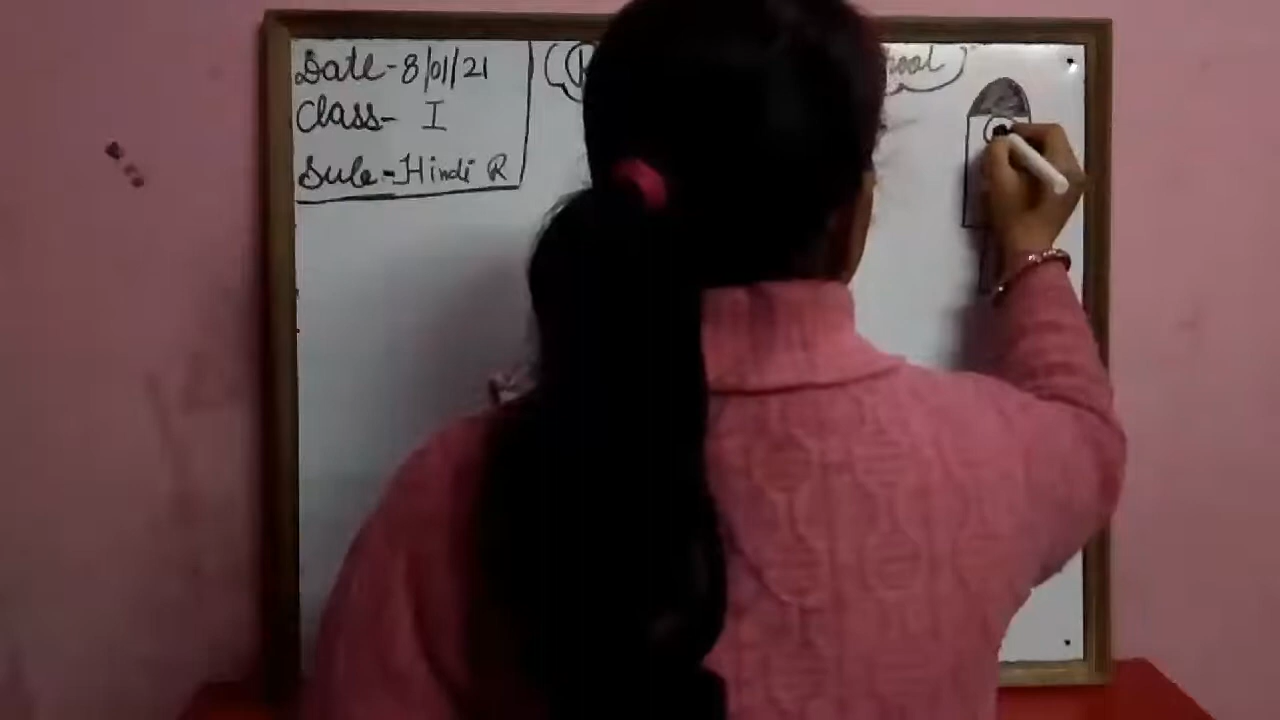 Date-8/01/21
Class- I
Sub-Hindi R